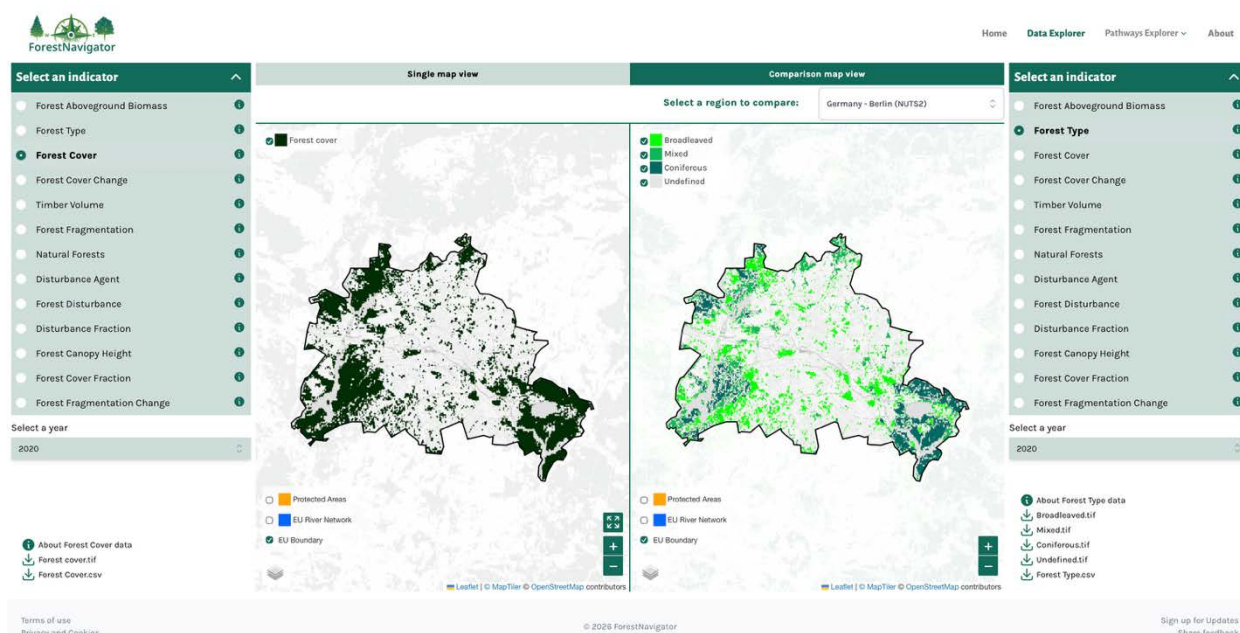 ForestNavigator
Home Data Explorer Pathways Explorer About
Select an indicator
Forest Aboveground Biomass
Forest Type
Forest Cover
Forest Cover Change
Timber Volume
Forest Fragmentation
Natural Forests
Disturbance Agent
Forest Disturbance
Disturbance Fraction
Forest Canopy Height
Forest Cover Fraction
Forest Fragmentation Change
Select a year
2020
About Forest Cover data
Forest cover.tif
Forest Cover.csv
Single map view
Comparison map view
Select a region to compare: Germany - Berlin (NUTS2)
Forest cover
Protected Areas
EU River Network
EU Boundary
+
−
Leaflet | © MapTiler © OpenStreetMap contributors
Broadleaved
Mixed
Coniferous
Undefined
Protected Areas
EU River Network
EU Boundary
+
−
Leaflet | © MapTiler © OpenStreetMap contributors
Select an indicator
Forest Aboveground Biomass
Forest Type
Forest Cover
Forest Cover Change
Timber Volume
Forest Fragmentation
Natural Forests
Disturbance Agent
Forest Disturbance
Disturbance Fraction
Forest Canopy Height
Forest Cover Fraction
Forest Fragmentation Change
Select a year
2020
About Forest Type data
Broadleaved.tif
Mixed.tif
Coniferous.tif
Undefined.tif
Forest Type.csv
Terms of use
Privacy and Cookies
© 2026 ForestNavigator
Sign up for Updates
Share feedback